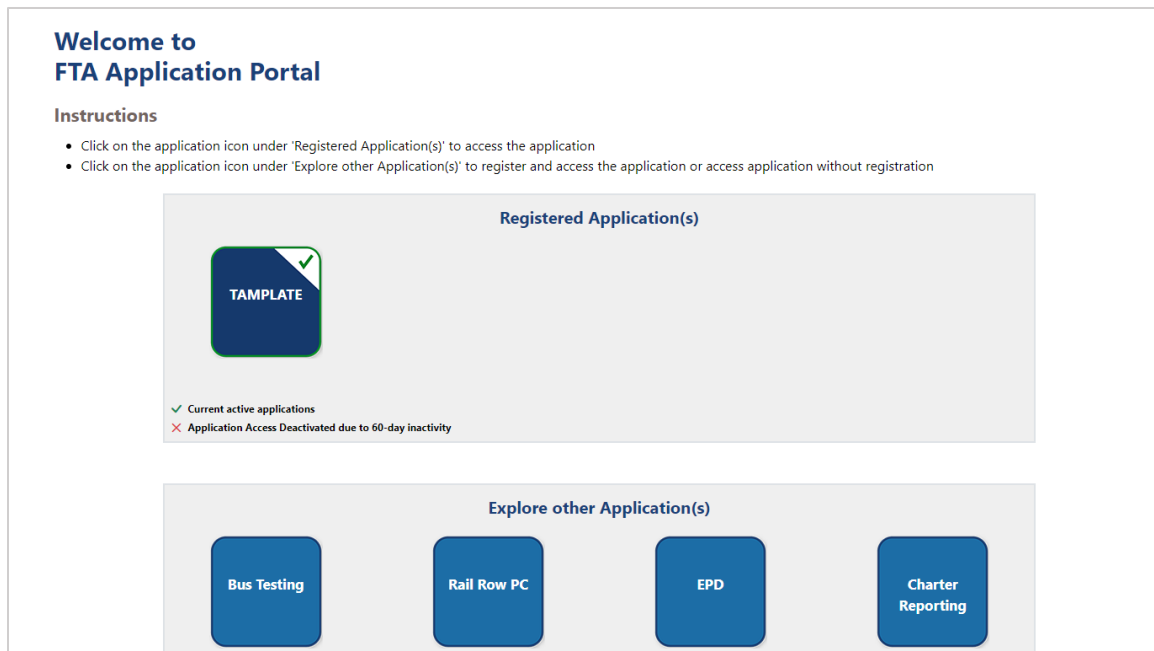 Welcome to
FTA Application Portal
Instructions
• Click on the application icon under 'Registered Application(s)' to access the application
• Click on the application icon under 'Explore other Application(s)' to register and access the application or access application without registration
Registered Application(s)
TAMPLATE
Current active applications
Application Access Deactivated due to 60-day inactivity
Explore other Application(s)
Bus Testing
Rail Row PC
EPD
Charter
Reporting